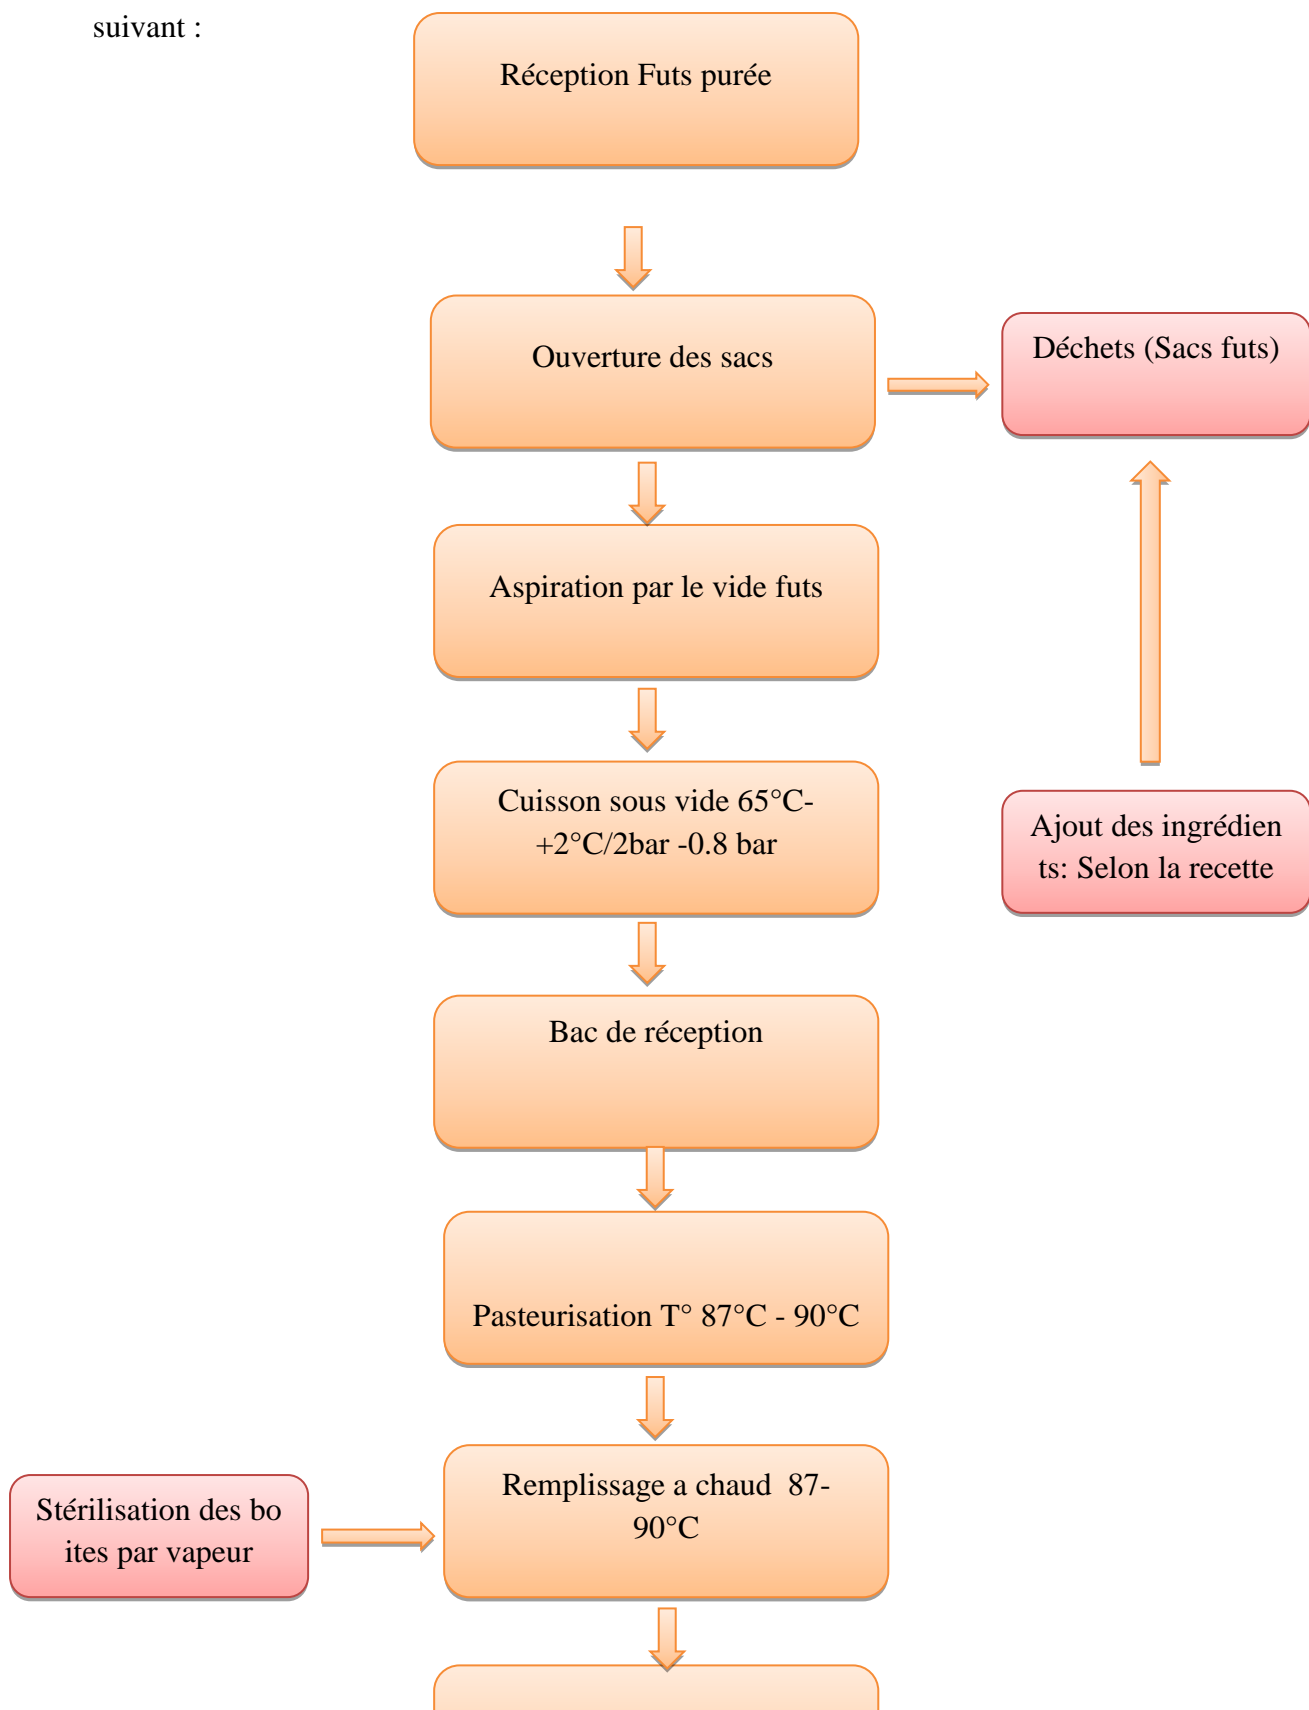 suivant :
Réception Futs purée
Ouverture des sacs
Déchets (Sacs futs)
Aspiration par le vide futs
Cuisson sous vide 65°C-
+2°C/2bar -0.8 bar
Ajout des ingrédien
ts: Selon la recette
Bac de réception
Pasteurisation T° 87°C - 90°C
Remplissage a chaud  87-
90°C
Stérilisation des bo
ites par vapeur